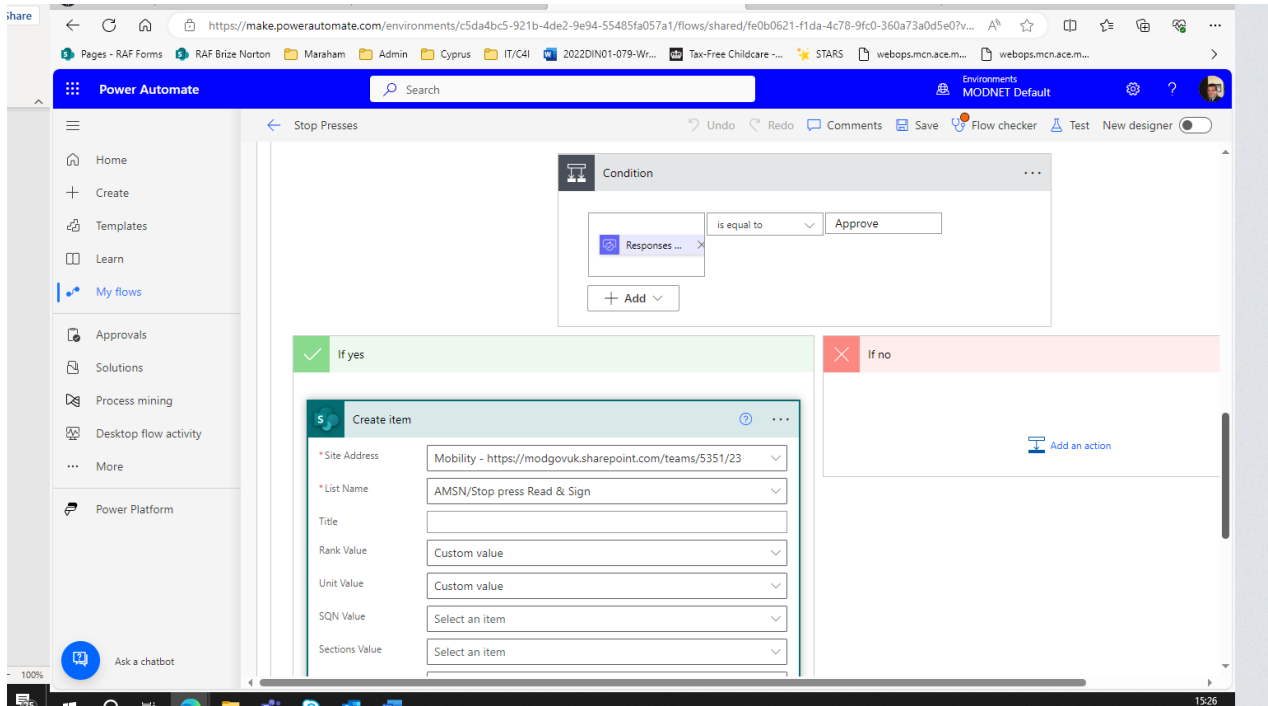 Share
https://make.powerautomate.com/environments/c5da4bc5-921b-4de2-9e94-55485fa057a1/flows/shared/fe0b0621-f1da-4c78-9fc0-360a73a0d5e0?v...
Pages - RAF Forms RAF Brize Norton Maraham Admin Cyprus IT/C4I 2022DIN01-079-Wr... Tax-Free Childcare -... STARS webops.mcn.ace.m... webops.mcn.ace.m...
Power Automate Search Environments
MODNET Default
Stop Presses Undo Redo Comments Save Flow checker Test New designer
Home
Create
Templates
Learn
My flows
Approvals
Solutions
Process mining
Desktop flow activity
More
Power Platform
Ask a chatbot
Condition
Responses ... is equal to Approve
Add
If yes
If no
Add an action
Create item
* Site Address Mobility - https://modgovuk.sharepoint.com/teams/5351/23
* List Name AMSN/Stop press Read & Sign
Title
Rank Value Custom value
Unit Value Custom value
SQN Value Select an item
Sections Value Select an item
100%
15:26